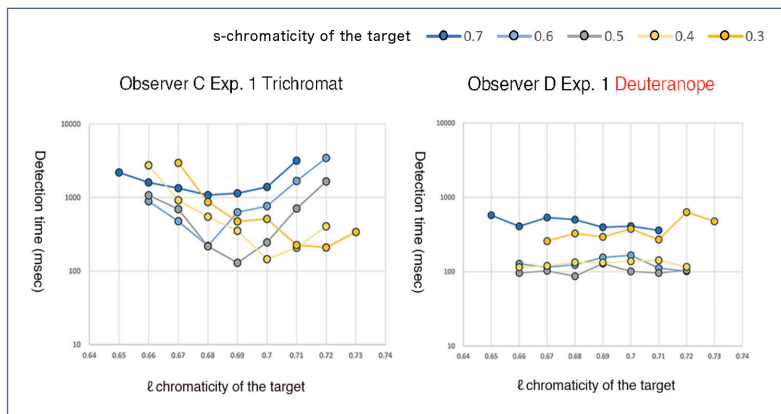 s-chromaticity of the target 0.7 0.6 0.5 0.4 0.3
Observer C Exp. 1 Trichromat
Detection time (msec)
10000
1000
100
10
0.64 0.65 0.66 0.67 0.68 0.69 0.7 0.71 0.72 0.73 0.74
ℓ chromaticity of the target
Observer D Exp. 1 Deuteranope
Detection time (msec)
10000
1000
100
10
0.64 0.65 0.66 0.67 0.68 0.69 0.7 0.71 0.72 0.73 0.74
ℓ chromaticity of the target